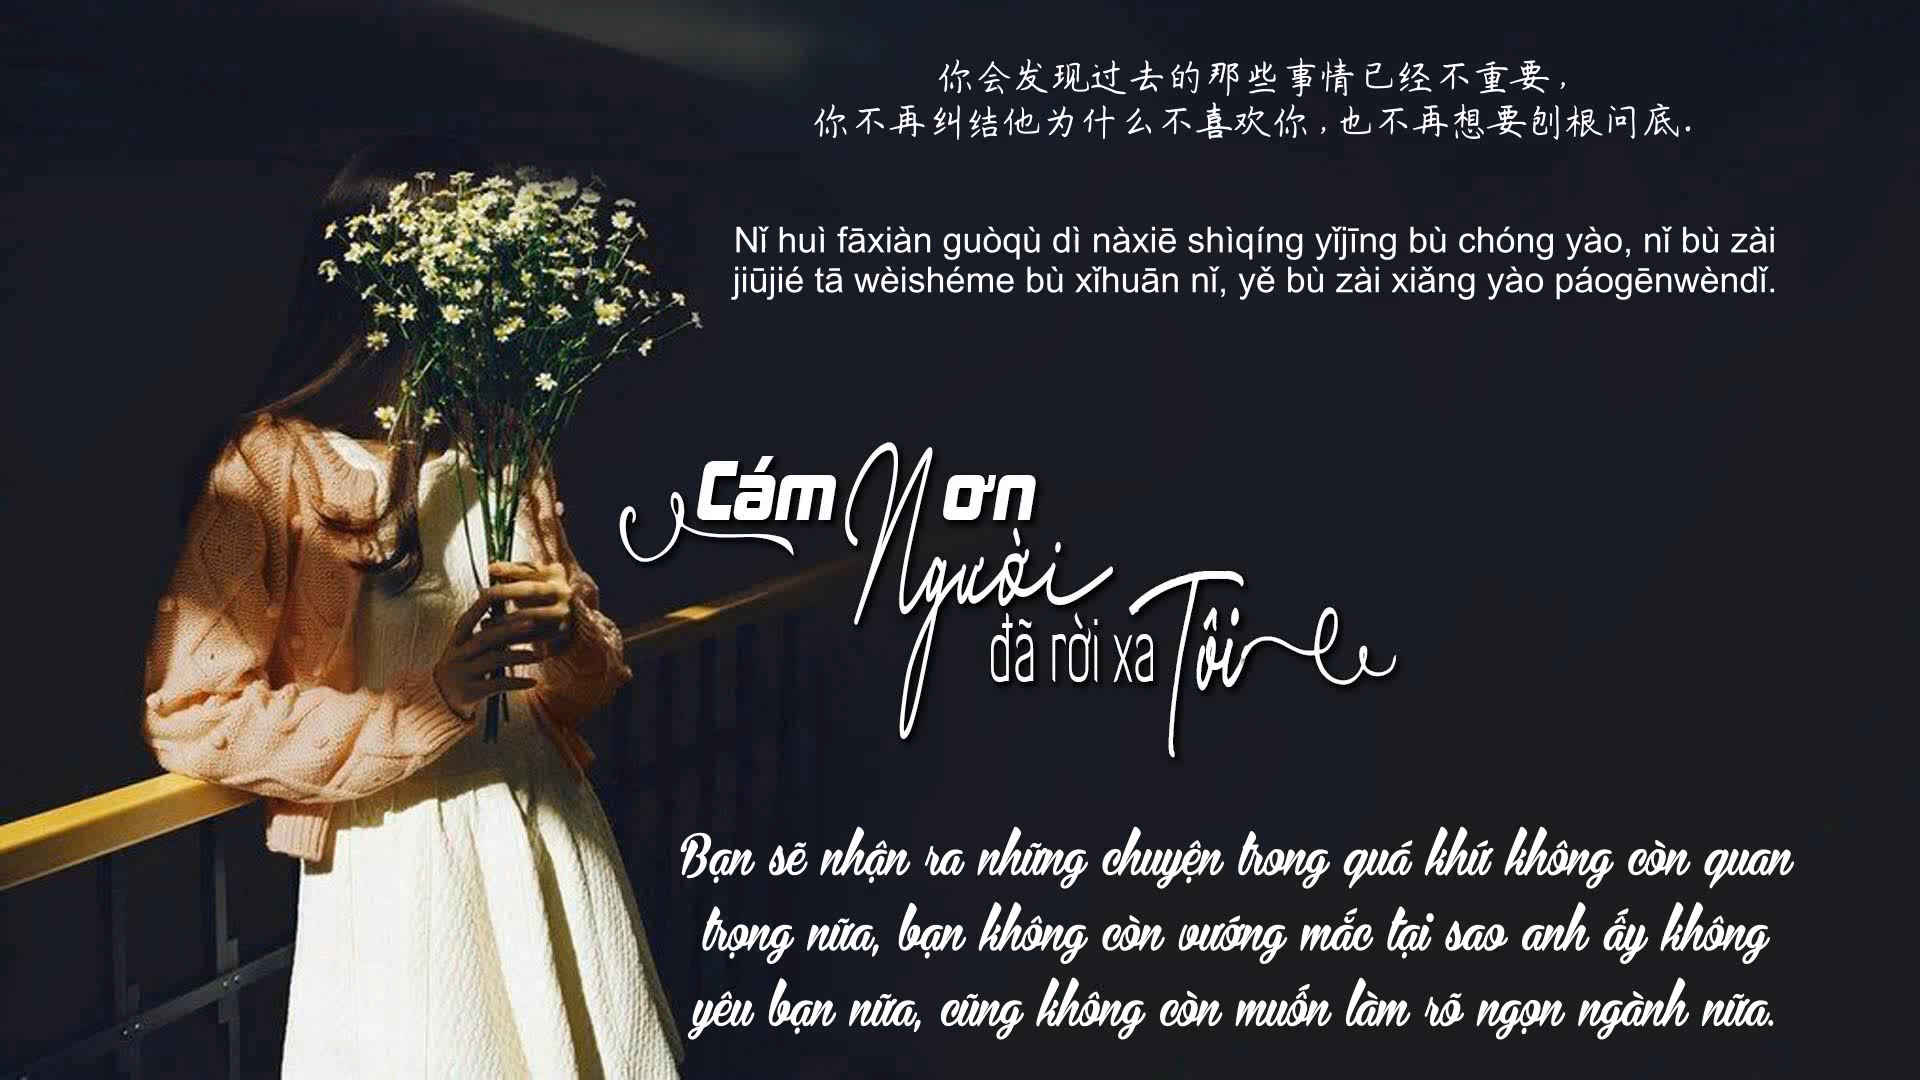 你会发现过去的那些事情已经不重要,
你不再纠结他为什么不喜欢你,也不再想要刨根问底.
Nǐ huì fāxiàn guòqù dì nàxiē shìqíng yǐjīng bù chóng yào, nǐ bù zài
jiūjié tā wèishéme bù xǐhuān nǐ, yě bù zài xiǎng yào páogēnwèndǐ.
Cám ơn
Người
đã rời xa Tôi
Bạn sẽ nhận ra những chuyện trong quá khứ không còn quan
trọng nữa, bạn không còn vướng mắc tại sao anh ấy không
yêu bạn nữa, cũng không còn muốn làm rõ ngọn ngành nữa.